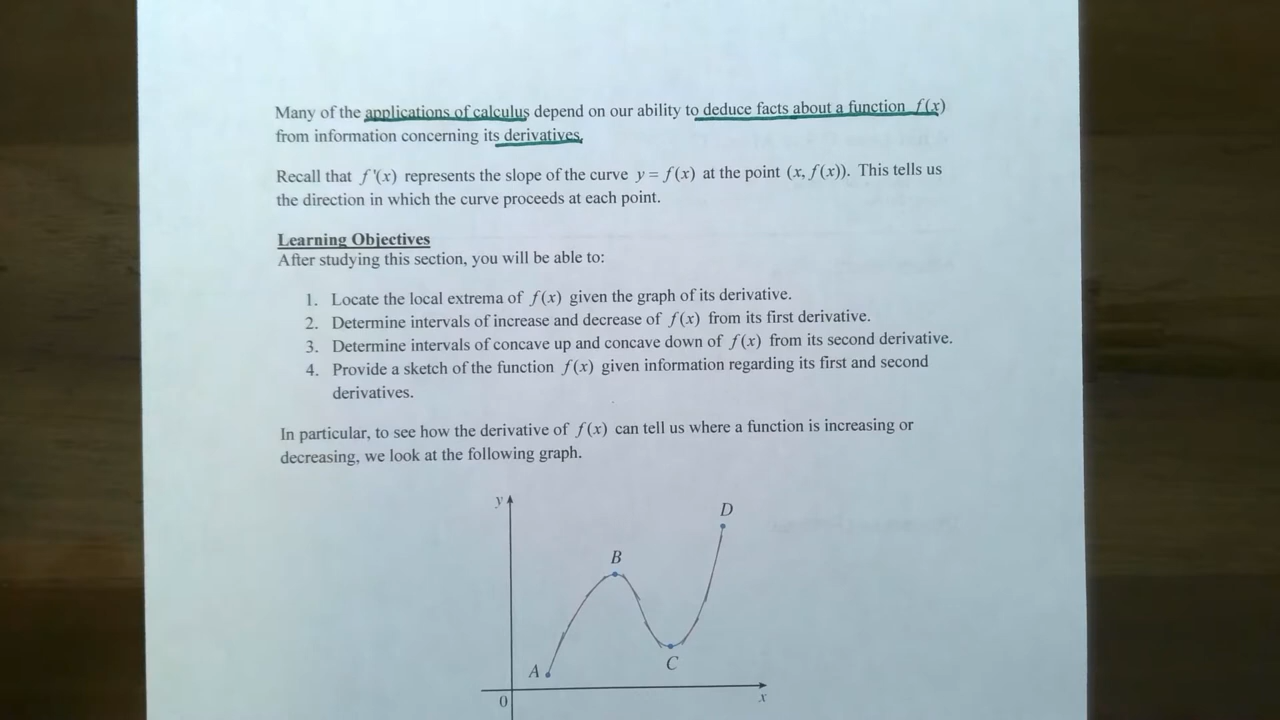 Many of the applications of calculus depend on our ability to deduce facts about a function f(x)
from information concerning its derivatives.
Recall that f'(x) represents the slope of the curve y = f(x) at the point (x, f(x)). This tells us
the direction in which the curve proceeds at each point.
Learning Objectives
After studying this section, you will be able to:
1. Locate the local extrema of f(x) given the graph of its derivative.
2. Determine intervals of increase and decrease of f(x) from its first derivative.
3. Determine intervals of concave up and concave down of f(x) from its second derivative.
4. Provide a sketch of the function f(x) given information regarding its first and second
derivatives.
In particular, to see how the derivative of f(x) can tell us where a function is increasing or
decreasing, we look at the following graph.
y
D
B
C
A
0
x